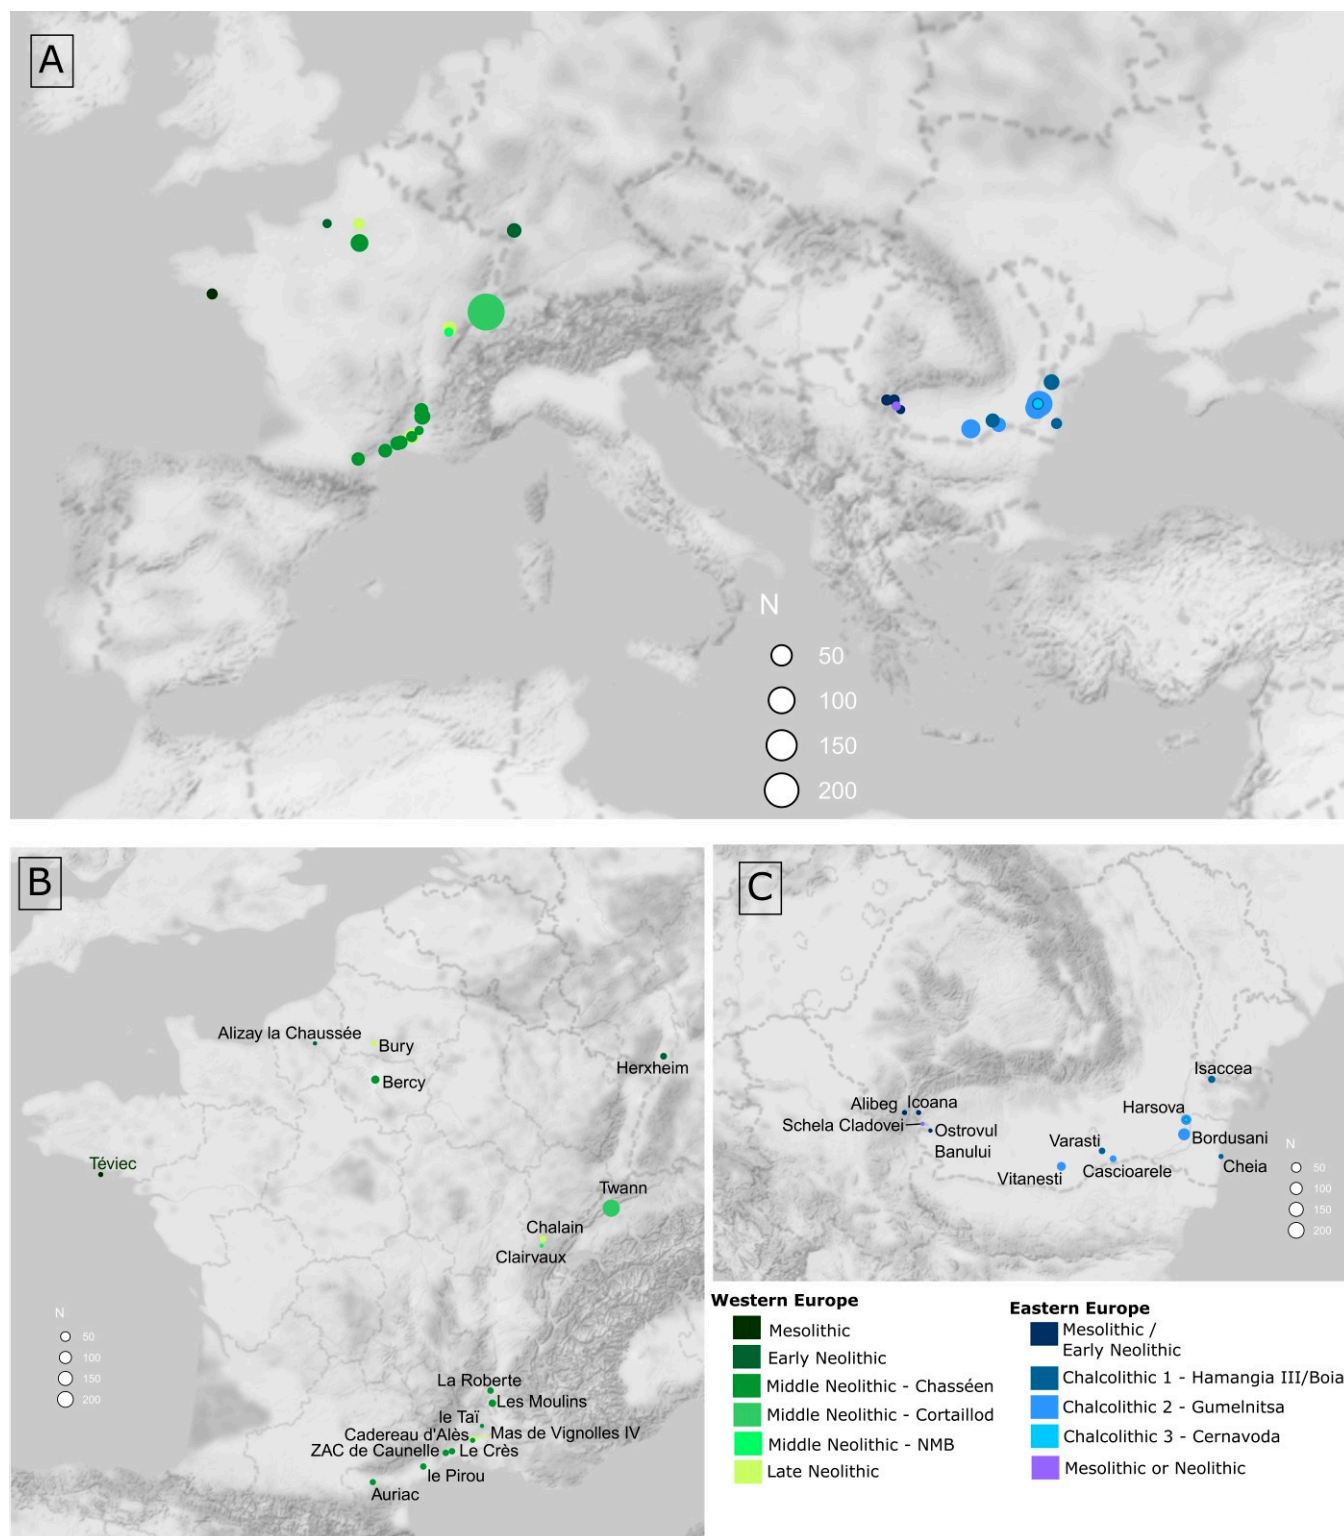 A
N
50
100
150
200
B
Alizay la Chaussée
Bury
Bercy
Herxheim
Téviec
Twann
Chalain
Clairvaux
N
50
100
150
200
La Roberte
Les Moulins
le Taï
Mas de Vignolles IV
Cadereau d'Alès
ZAC de Caunelle
Le Crès
le Pirou
Auriac
C
Isaccea
Alibeg
Icoana
Harsova
Schela Cladovei
Ostrovul
Banului
Varasti
Bordusani
Cascioarele
Cheia
Vitanesti
N
50
100
150
200
Western Europe
Mesolithic
Early Neolithic
Middle Neolithic - Chasséen
Middle Neolithic - Cortaillod
Middle Neolithic - NMB
Late Neolithic
Eastern Europe
Mesolithic /
Early Neolithic
Chalcolithic 1 - Hamangia III/Boia
Chalcolithic 2 - Gumelnitsa
Chalcolithic 3 - Cernavoda
Mesolithic or Neolithic